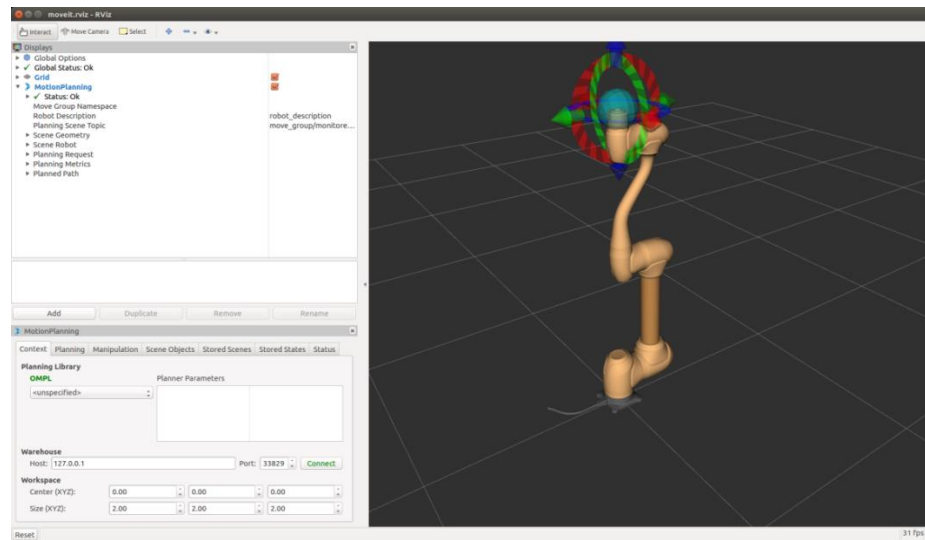 moveit.rviz - RViz
Interact Move Camera Select
Displays
Global Options
Global Status: Ok
Grid
MotionPlanning
Status: Ok
Move Group Namespace
Robot Description robot_description
Planning Scene Topic move_group/monitore...
Scene Geometry
Scene Robot
Planning Request
Planning Metrics
Planned Path
Add Duplicate Remove Rename
MotionPlanning
Context Planning Manipulation Scene Objects Stored Scenes Stored States Status
Planning Library
OMPL Planner Parameters
<unspecified>
Warehouse
Host: 127.0.0.1 Port: 33829 Connect
Workspace
Center (XYZ): 0.00 0.00 0.00
Size (XYZ): 2.00 2.00 2.00
Reset 31 fps